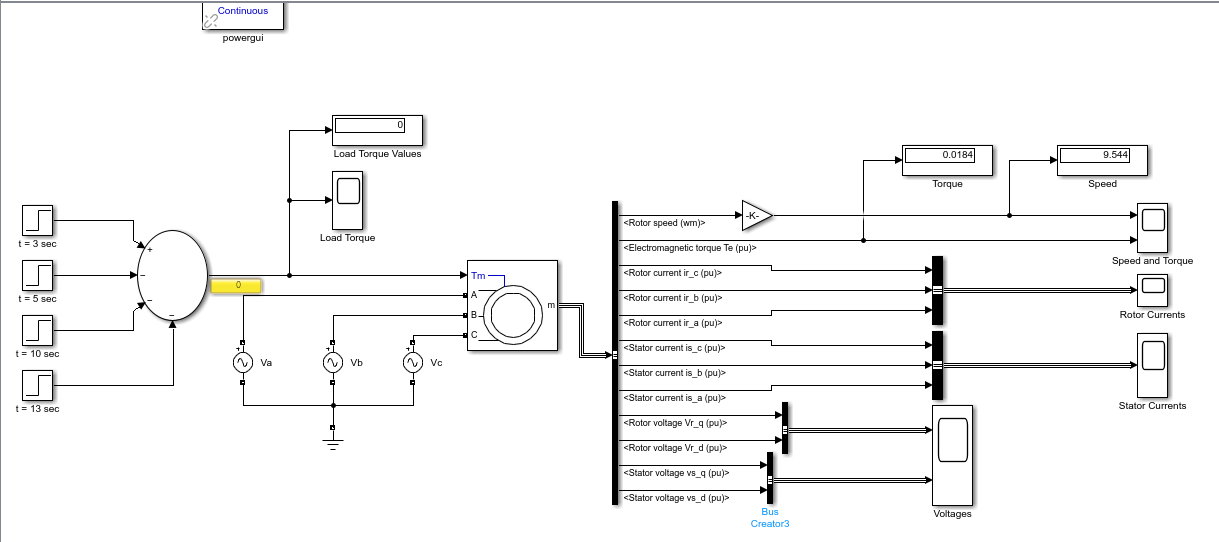 Continuous
powergui
0
Load Torque Values
Load Torque
t = 3 sec
t = 5 sec
t = 10 sec
t = 13 sec
+
−
−
−
0
Tm
A
B
C
m
Va
Vb
Vc
0.0184
Torque
9.544
Speed
-K-
<Rotor speed (wm)>
<Electromagnetic torque Te (pu)>
<Rotor current ir_c (pu)>
<Rotor current ir_b (pu)>
<Rotor current ir_a (pu)>
<Stator current is_c (pu)>
<Stator current is_b (pu)>
<Stator current is_a (pu)>
<Rotor voltage Vr_q (pu)>
<Rotor voltage Vr_d (pu)>
<Stator voltage vs_q (pu)>
<Stator voltage vs_d (pu)>
Speed and Torque
Rotor Currents
Stator Currents
Voltages
Bus
Creator3